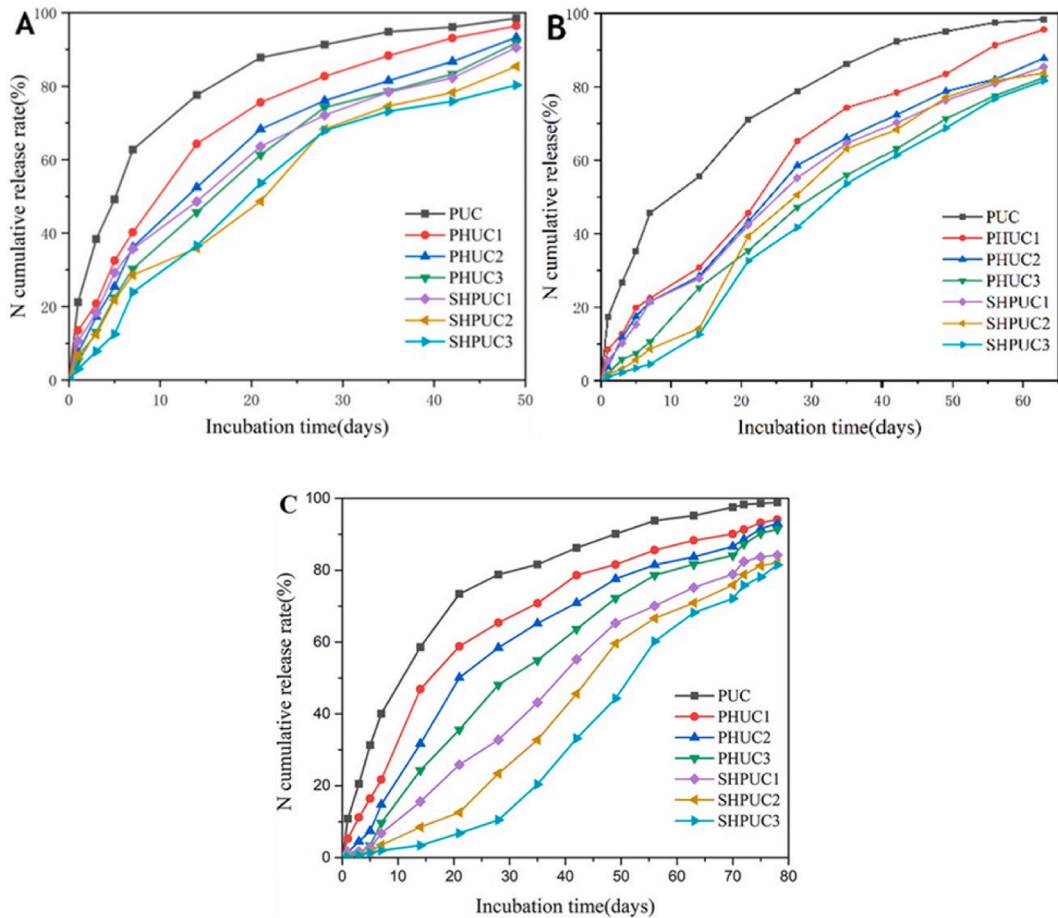 A
N cumulative release rate(%)
100
80
60
40
20
0
PUC
PHUC1
PHUC2
PHUC3
SHPUC1
SHPUC2
SHPUC3
0 10 20 30 40 50
Incubation time(days)
B
N cumulative release(%)
100
80
60
40
20
0
PUC
PHUC1
PHUC2
PHUC3
SHPUC1
SHPUC2
SHPUC3
0 10 20 30 40 50 60
Incubation time(days)
C
N cumulative release rate(%)
100
80
60
40
20
0
PUC
PHUC1
PHUC2
PHUC3
SHPUC1
SHPUC2
SHPUC3
0 10 20 30 40 50 60 70 80
Incubation time(days)